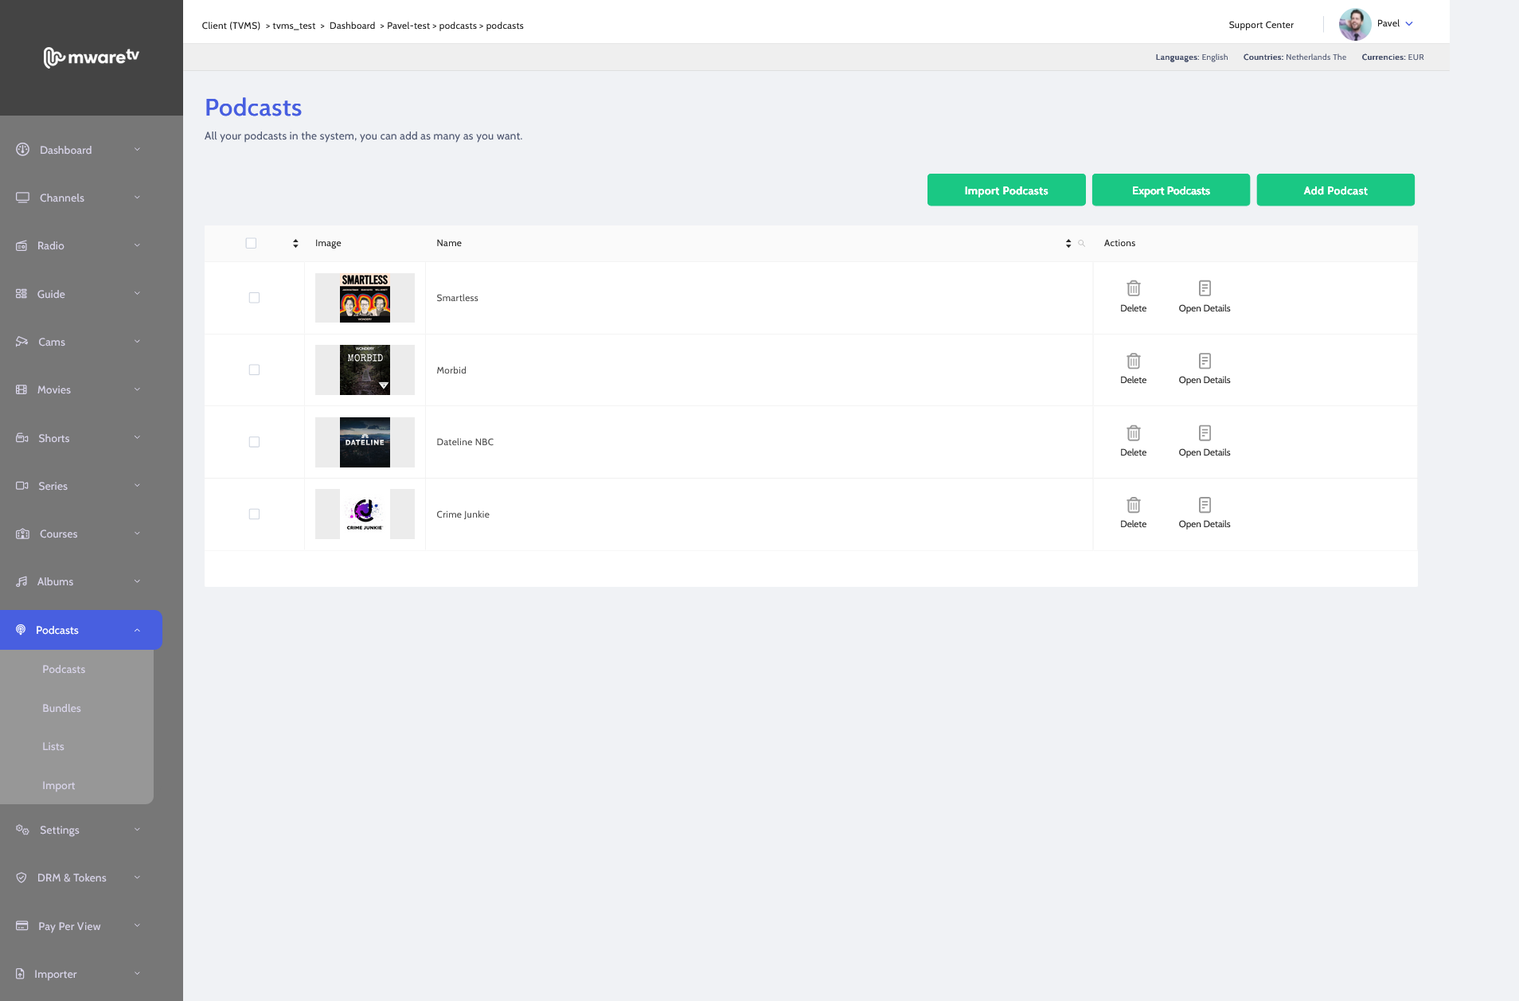 mwaretv
Client (TVMS) > tvms_test > Dashboard > Pavel-test > podcasts > podcasts
Support Center
Pavel
Languages: English Countries: Netherlands The Currencies: EUR
Dashboard
Channels
Radio
Guide
Cams
Movies
Shorts
Series
Courses
Albums
Podcasts
Podcasts
Bundles
Lists
Import
Settings
DRM & Tokens
Pay Per View
Importer
Podcasts
All your podcasts in the system, you can add as many as you want.
Import Podcasts Export Podcasts Add Podcast
Image Name Actions
SMARTLESS
WONDERY
Smartless
Delete Open Details
WONDERY
MORBID
Morbid
Delete Open Details
DATELINE
Dateline NBC
Delete Open Details
CRIME JUNKIE
Crime Junkie
Delete Open Details